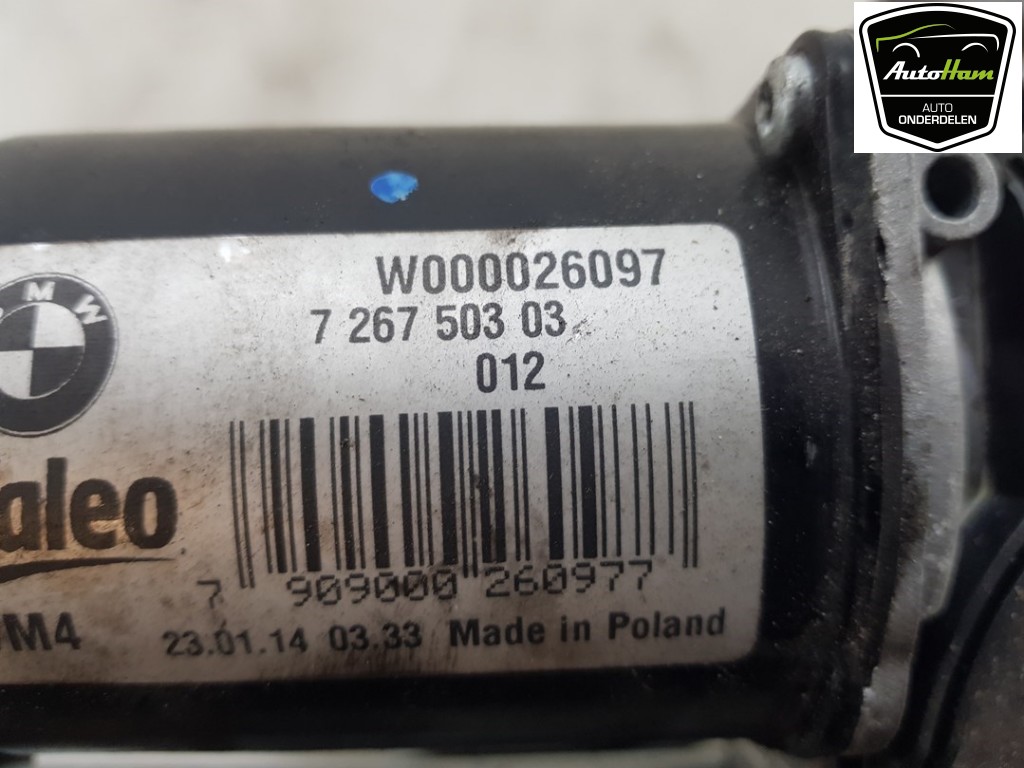 AutoHam
AUTO
ONDERDELEN
W000026097
7 267 503 03
012
BMW
aleo
7 909000 260977
M4
23.01.14 03.33 Made in Poland